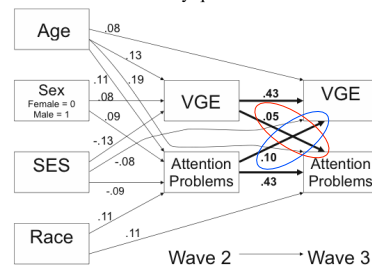 Age
.08
.13
.19
Sex
Female = 0
Male = 1
.11
.08
.09
VGE
.43
VGE
.05
SES
-.13
-.08
-.09
Attention
Problems
.10
.43
Attention
Problems
Race
.11
.11
Wave 2
Wave 3